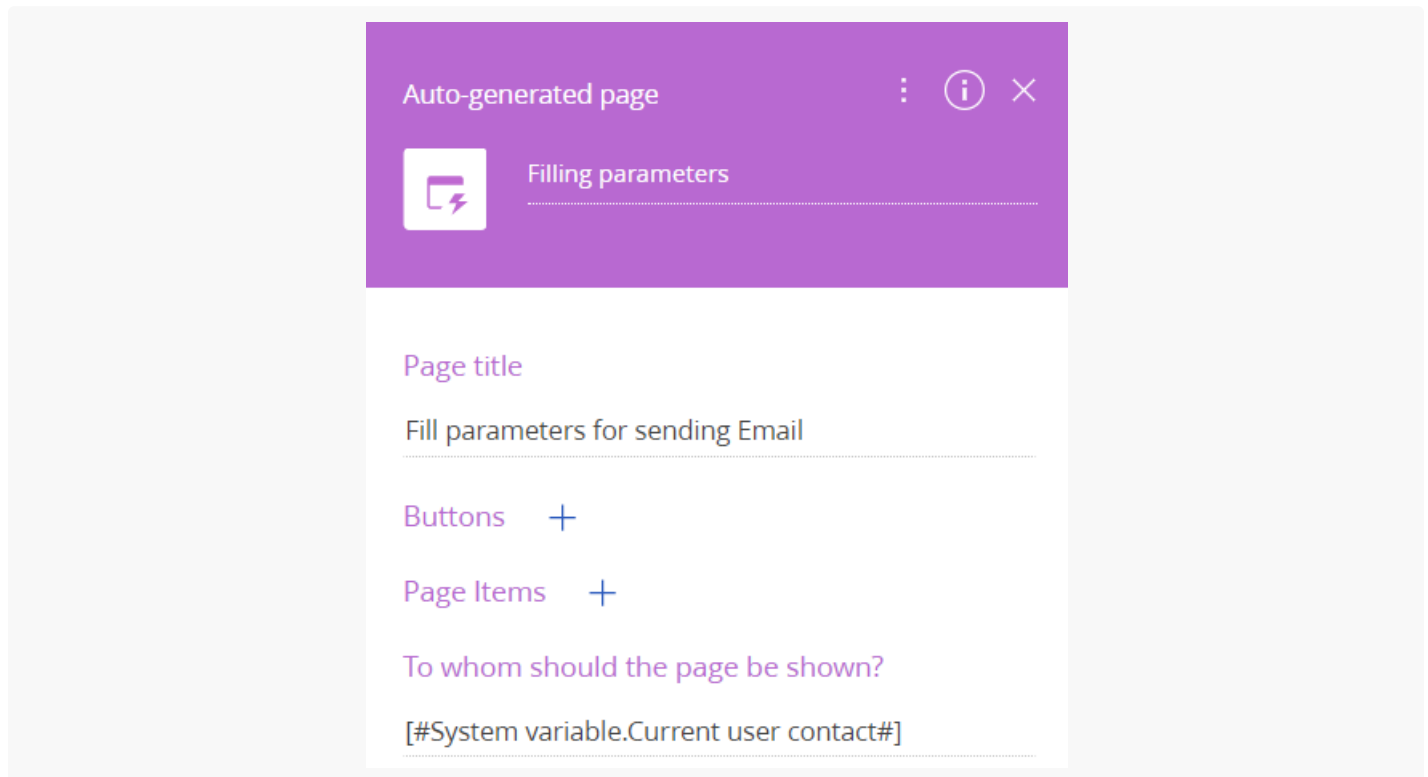 Auto-generated page
Filling parameters
Page title
Fill parameters for sending Email
Buttons
Page Items
To whom should the page be shown?
[#System variable.Current user contact#]